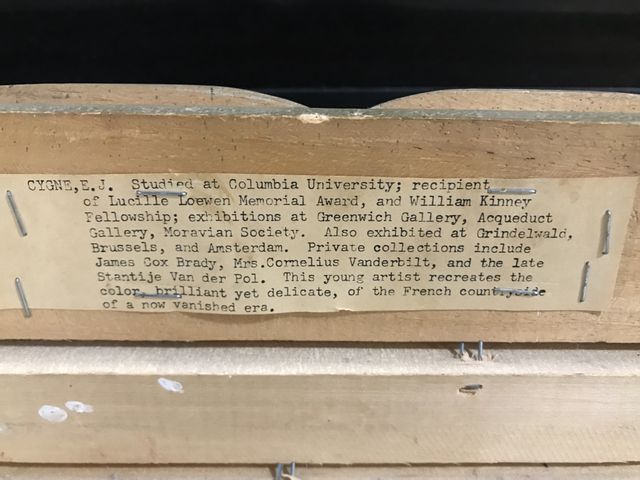 CYGNE,E.J. Studied at Columbia University; recipient
of Lucille Loewen Memorial Award, and William Kinney
Fellowship; exhibitions at Greenwich Gallery, Acqueduct
Gallery, Moravian Society. Also exhibited at Grindelwald,
Brussels, and Amsterdam. Private collections include
James Cox Brady, Mrs.Cornelius Vanderbilt, and the late
Stantije Van der Pol. This young artist recreates the
color, brilliant yet delicate, of the French countryside
of a now vanished era.